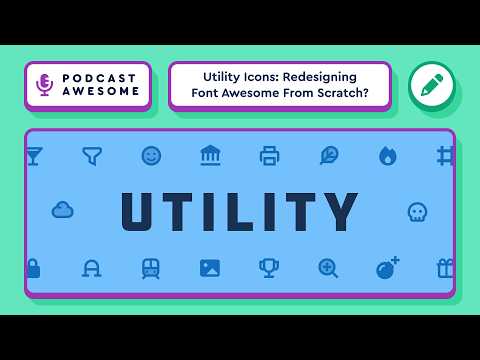 PODCAST
AWESOME
Utility Icons: Redesigning
Font Awesome From Scratch?
UTILITY